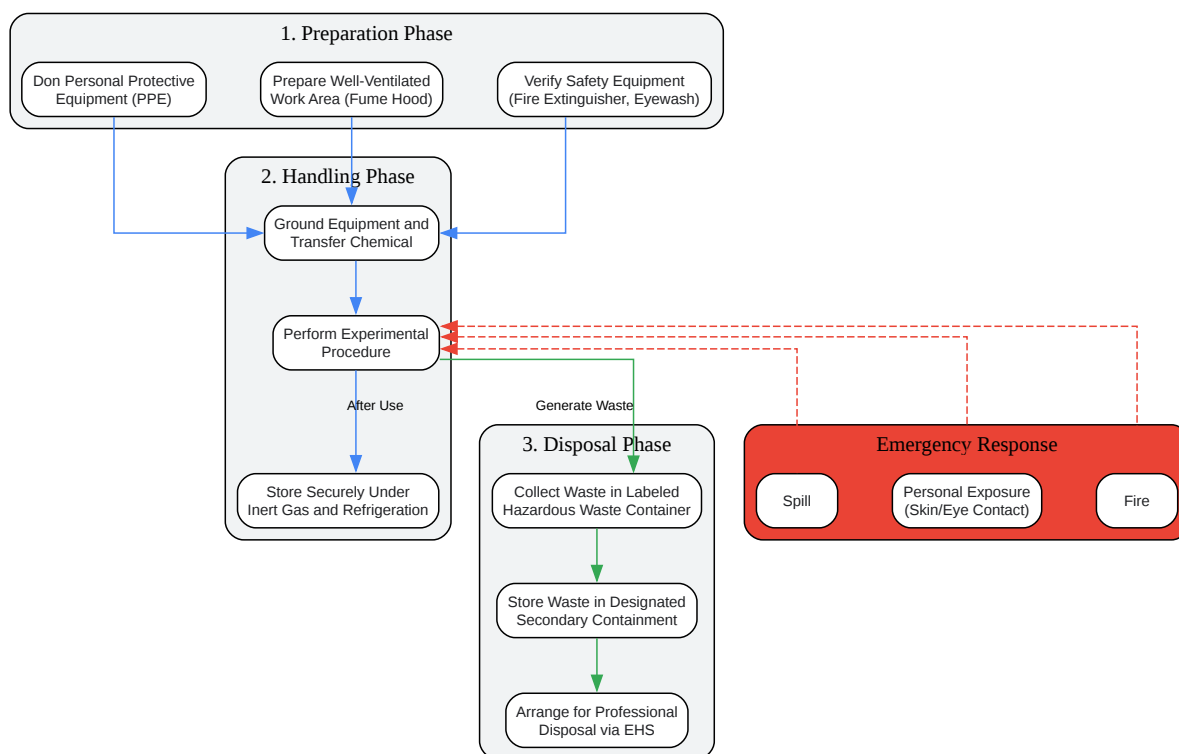 1. Preparation Phase
Don Personal Protective
Equipment (PPE)
Prepare Well-Ventilated
Work Area (Fume Hood)
Verify Safety Equipment
(Fire Extinguisher, Eyewash)
2. Handling Phase
Ground Equipment and
Transfer Chemical
Perform Experimental
Procedure
After Use
Generate Waste
Store Securely Under
Inert Gas and Refrigeration
3. Disposal Phase
Collect Waste in Labeled
Hazardous Waste Container
Store Waste in Designated
Secondary Containment
Arrange for Professional
Disposal via EHS
Emergency Response
Spill
Personal Exposure
(Skin/Eye Contact)
Fire